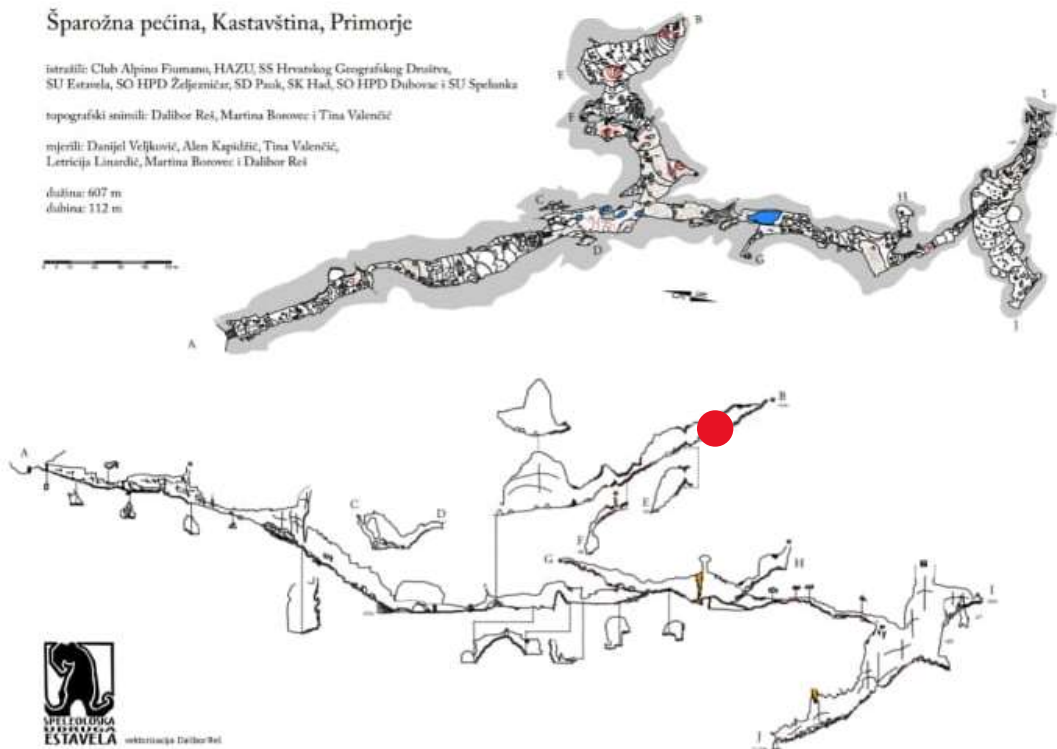 Šparožna pećina, Kastavština, Primorje
istražili: Club Alpino Fiumano, HAZU, SS Hrvatskog Geografskog Društva,
SU Estavela, SO HPD Željezničar, SD Pauk, SK Had, SO HPD Dubovac i SU Spelunka
topografski snimili: Dalibor Reš, Martina Borovec i Tina Valenčić
mjerili: Danijel Veljković, Alen Kapidžić, Tina Valenčić,
Letricija Linardić, Martina Borovec i Dalibor Reš
dužina: 607 m
dubina: 112 m
B
E
F
C
D
G
H
I
J
A
A
B
C
D
E
F
G
H
I
J
SPELEOLOŠKA
UDRUGA
ESTAVELA
vektorizacija Dalibor Reš